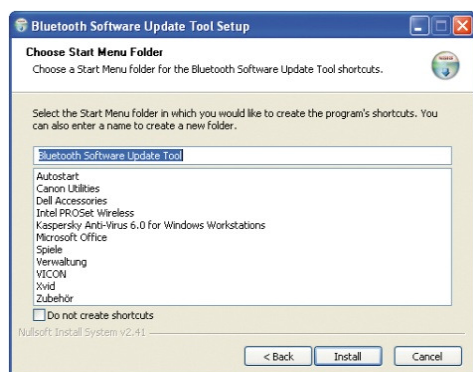 Bluetooth Software Update Tool Setup
Choose Start Menu Folder
Choose a Start Menu folder for the Bluetooth Software Update Tool shortcuts.
Select the Start Menu folder in which you would like to create the program's shortcuts. You
can also enter a name to create a new folder.
Bluetooth Software Update Tool
Autostart
Canon Utilities
Dell Accessories
Intel PROSet Wireless
Kaspersky Anti-Virus 6.0 for Windows Workstations
Microsoft Office
Spiele
Verwaltung
VICON
Xvid
Zubehör
Do not create shortcuts
Nullsoft Install System v2.41
< Back
Install
Cancel